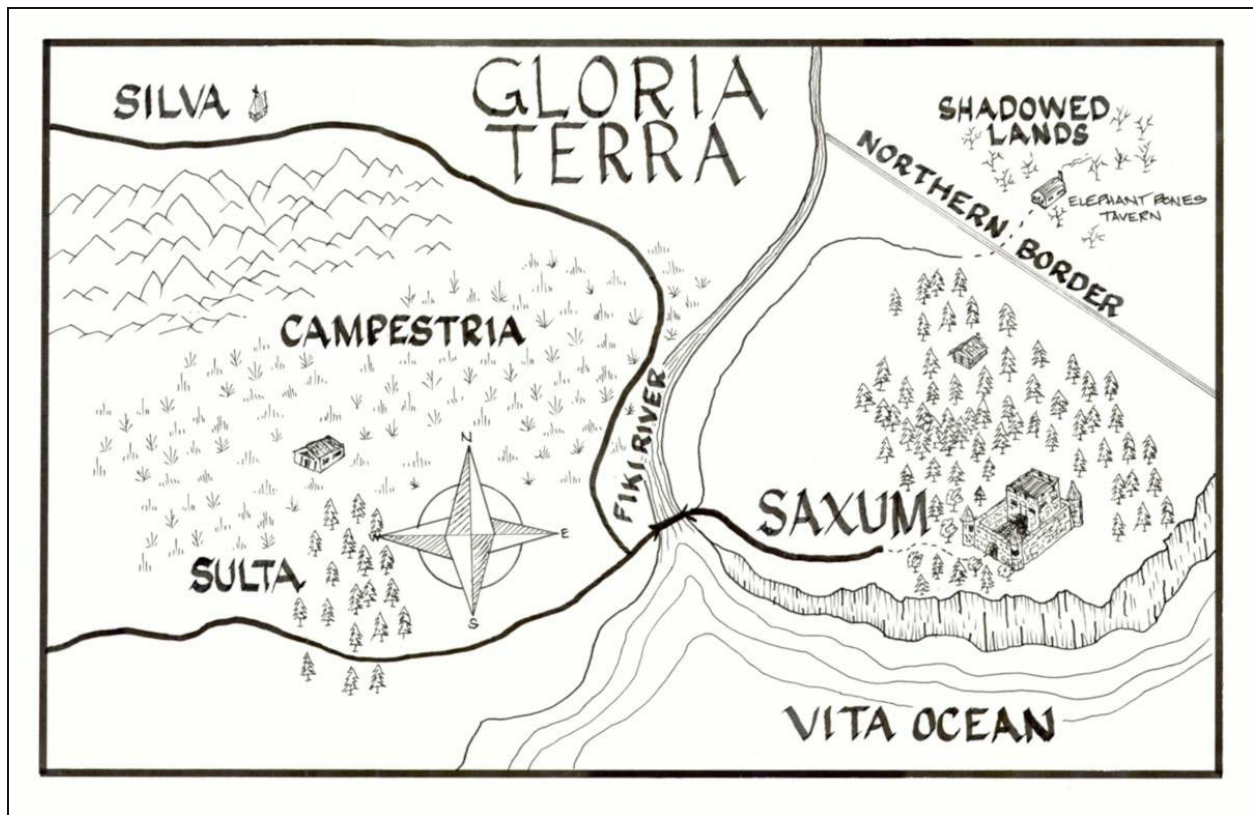 GLORIA
TERRA
SILVA
SHADOWED
LANDS
NORTHERN BORDER
ELEPHANT BONES
TAVERN
CAMPESTRIA
FIKI RIVER
N
W
E
S
SAXUM
SULTA
VITA OCEAN